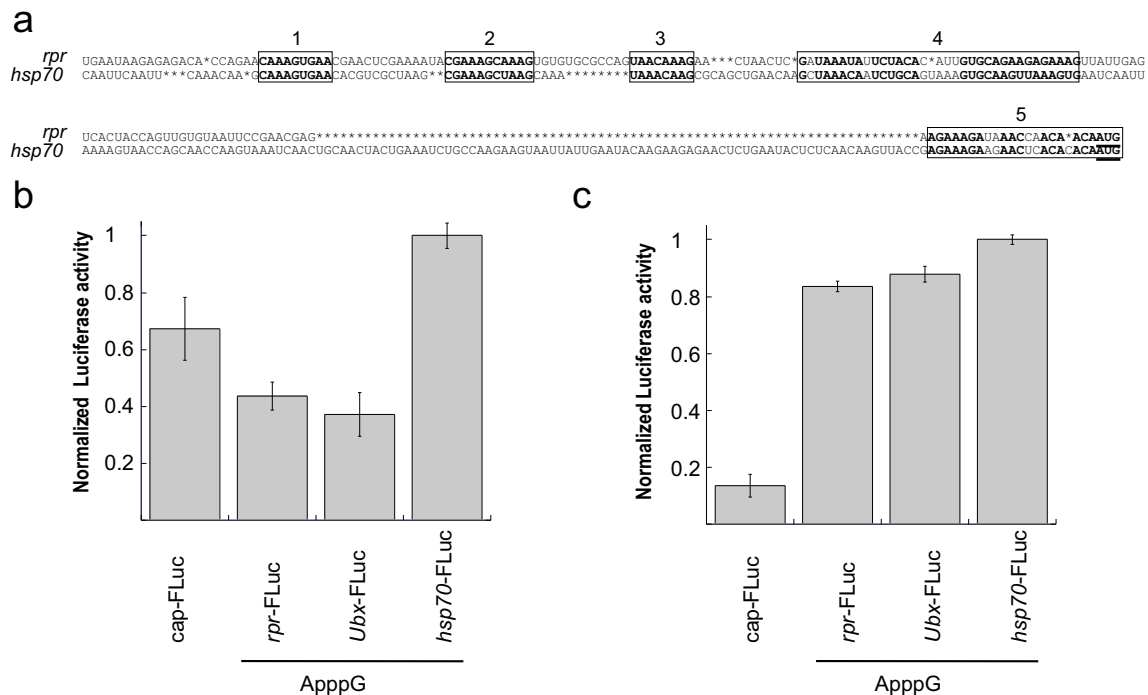 a
1 2 3 4
rpr UGAAUAAGAGAGACA*CCAGAACAAAGUGAACGAACUCGAAAAUACGAAAGCAAAGUGUGUGCGCCAGUAACAAAGAA***CUAACUC*GAUAAAUAUUCUACAC*AUUGUGCAGAAGAGAAAGUUAUUGAG
hsp70 CAAUUCAAUU***CAAACAA*GCAAAGUGAACACGUCGCUAAG**CGAAAGCUAAGCAAA********UAAACAAGCGCAGCUGAACAAGCUAAACAAUCUGCAGUAAAGUGCAAGUUAAAGUGAAUCAAUU
5
rpr UCACUACCAGUUGUGUAAUUCCGAACGAG***************************************************************************AAGAAAGAUAAACCAACA*ACAAUG
hsp70 AAAAGUAACCAGCAACCAAGUAAAUCAACUGCAACUACUGAAAUCUGCCAAGAAGUAAUUAUUGAAUACAAGAAGAGAACUCUGAAUACUCUCAACAAGUUACCGAGAAAGAAGAACUCACACACAAUG
b
Normalized Luciferase activity
1
0.8
0.6
0.4
0.2
cap-FLuc
rpr-FLuc
Ubx-FLuc
hsp70-FLuc
ApppG
c
Normalized Luciferase activity
1
0.8
0.6
0.4
0.2
cap-FLuc
rpr-FLuc
Ubx-FLuc
hsp70-FLuc
ApppG